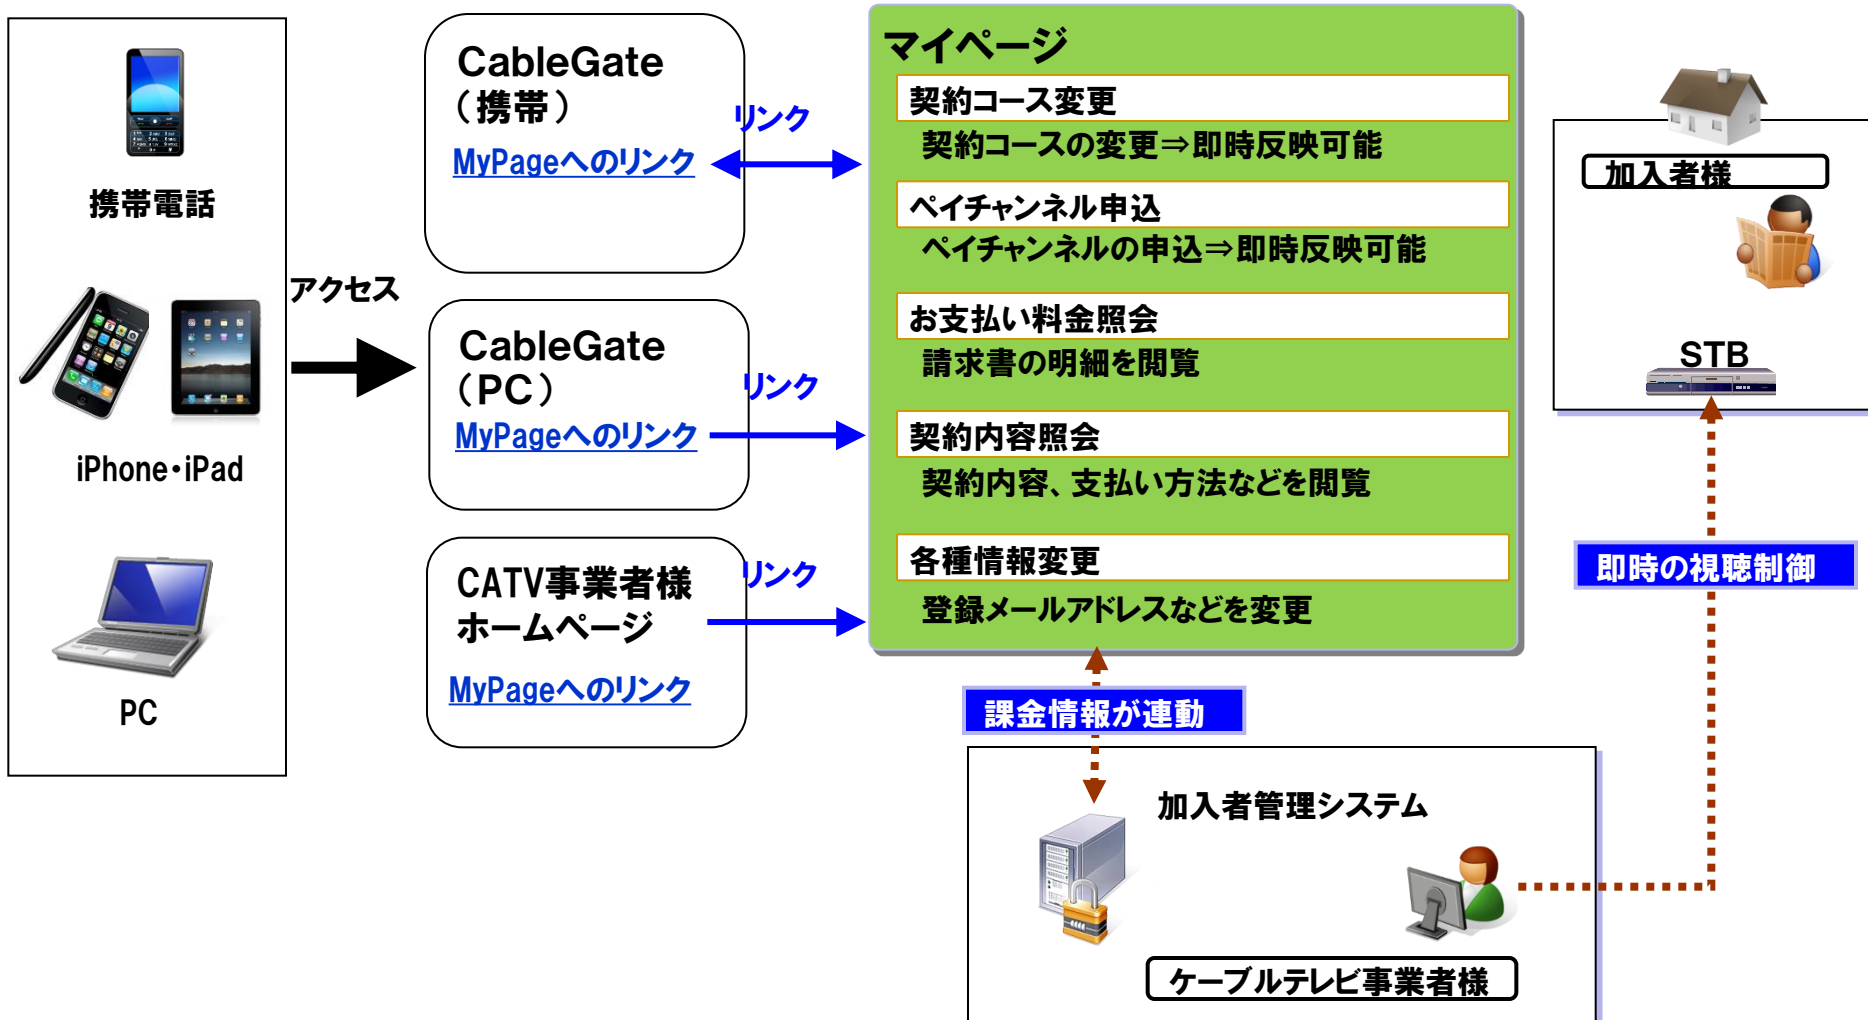 携帯電話
iPhone・iPad
PC
アクセス
CableGate
（携帯）
MyPageへのリンク
リンク
CableGate
（PC）
MyPageへのリンク
リンク
CATV事業者様
ホームページ
MyPageへのリンク
リンク
マイページ
契約コース変更
契約コースの変更⇒即時反映可能
ペイチャンネル申込
ペイチャンネルの申込⇒即時反映可能
お支払い料金照会
請求書の明細を閲覧
契約内容照会
契約内容、支払い方法などを閲覧
各種情報変更
登録メールアドレスなどを変更
課金情報が連動
加入者管理システム
ケーブルテレビ事業者様
加入者様
STB
即時の視聴制御